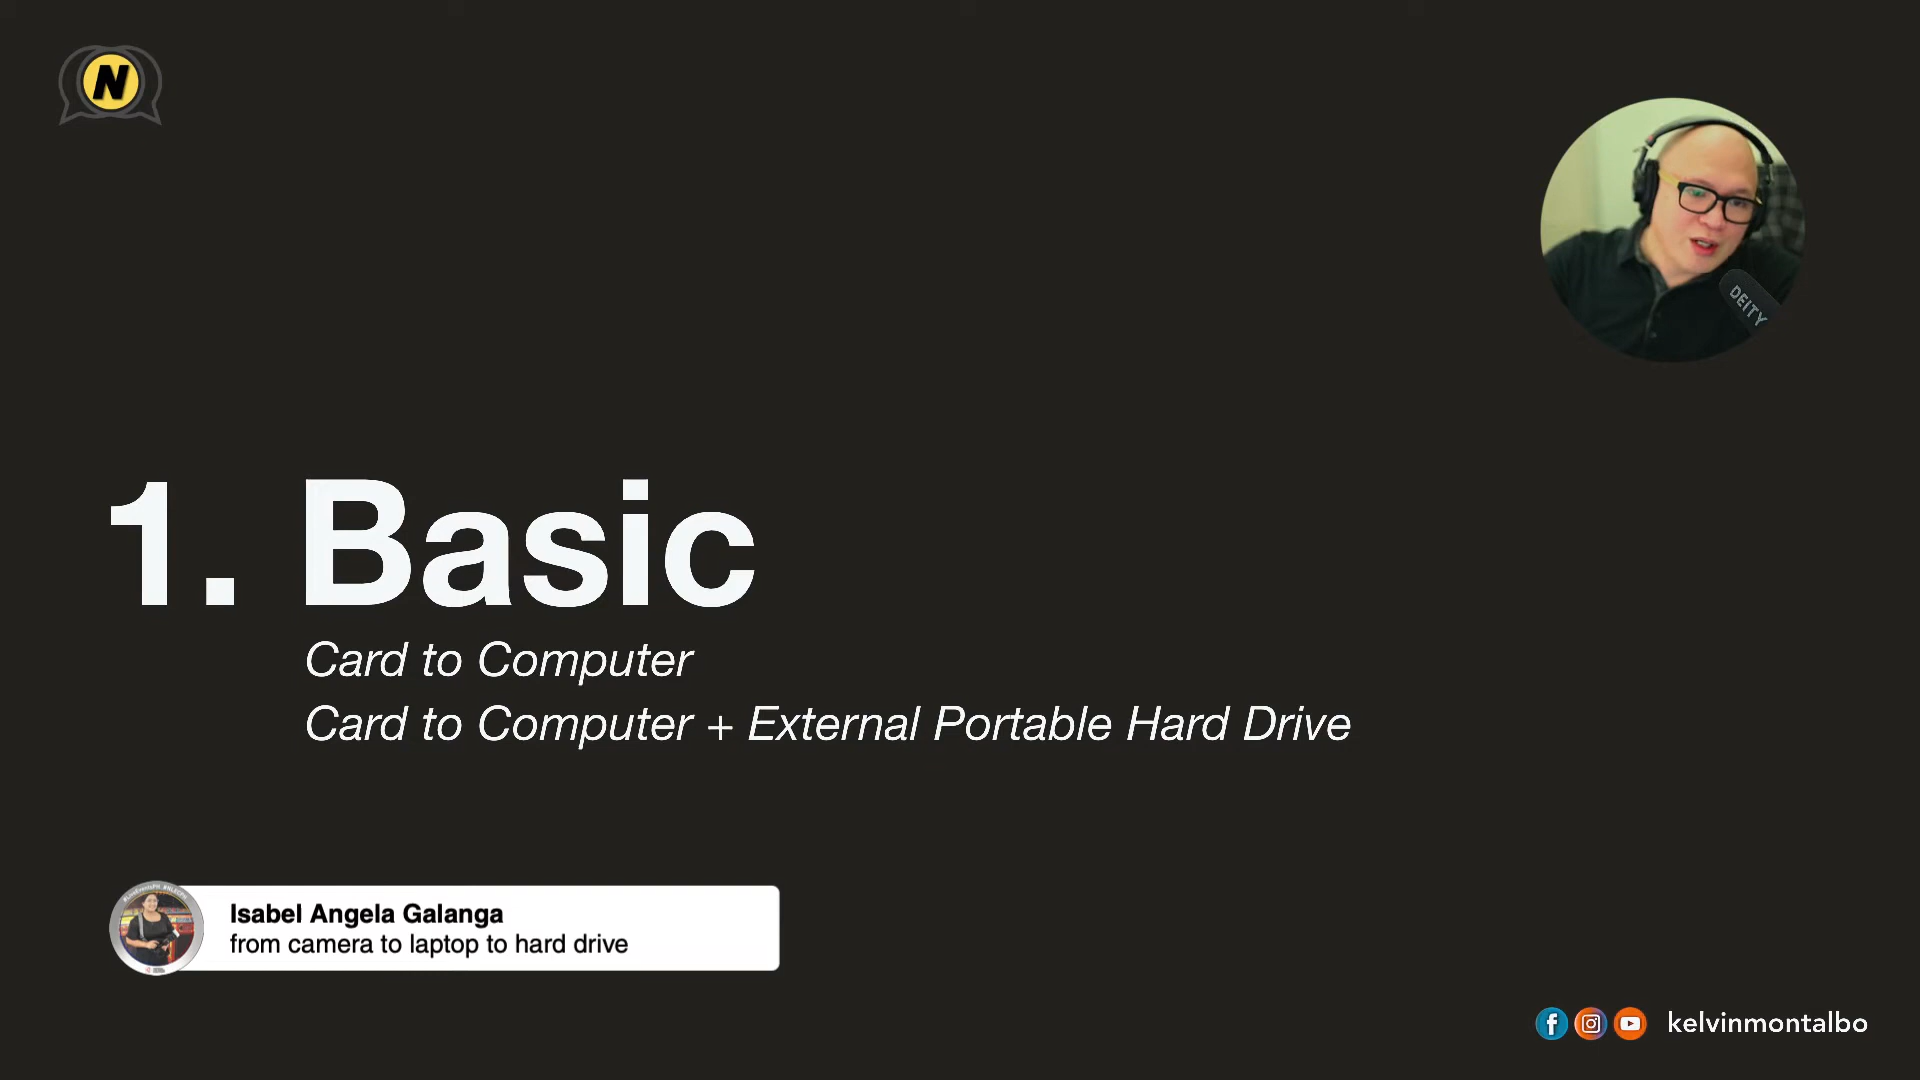 N
DEITY
1. Basic
Card to Computer
Card to Computer + External Portable Hard Drive
Isabel Angela Galanga
from camera to laptop to hard drive
kelvinmontalbo